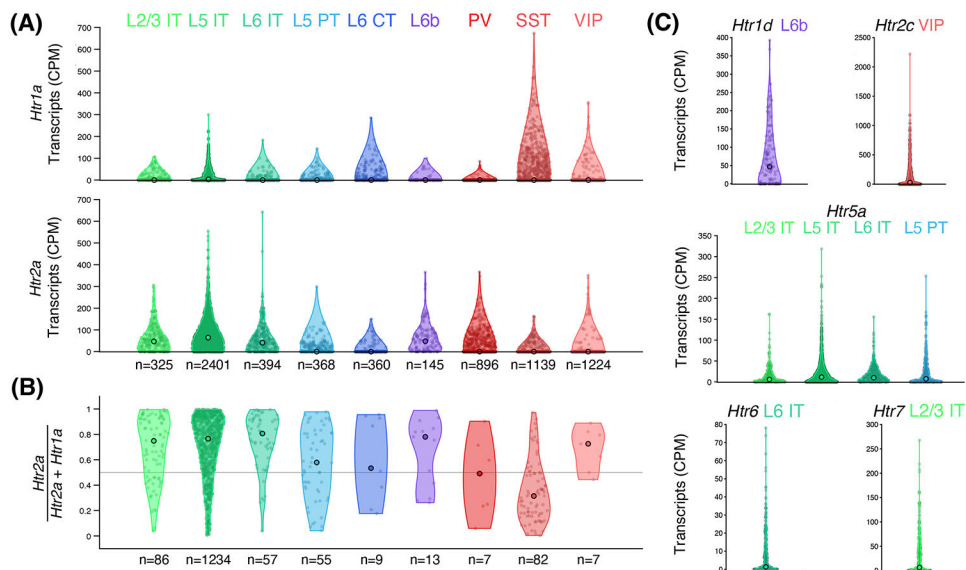 (A)
L2/3 IT L5 IT L6 IT L5 PT L6 CT L6b PV SST VIP
Htr1a
Transcripts (CPM)
700
600
500
400
300
200
100
0
Htr2a
Transcripts (CPM)
700
600
500
400
300
200
100
0
n=325 n=2401 n=394 n=368 n=360 n=145 n=896 n=1139 n=1224
(B)
Htr2a
Htr2a + Htr1a
1
0.8
0.6
0.4
0.2
0
n=86 n=1234 n=57 n=55 n=9 n=13 n=7 n=82 n=7
(C)
Htr1d L6b
Transcripts (CPM)
400
350
300
250
200
150
100
50
0
Htr2c VIP
2500
2000
1500
1000
500
0
Htr5a
L2/3 IT L5 IT L6 IT L5 PT
Transcripts (CPM)
350
300
250
200
150
100
50
0
Htr6 L6 IT
Transcripts (CPM)
80
70
60
50
40
30
20
10
0
Htr7 L2/3 IT
300
250
200
150
100
50
0